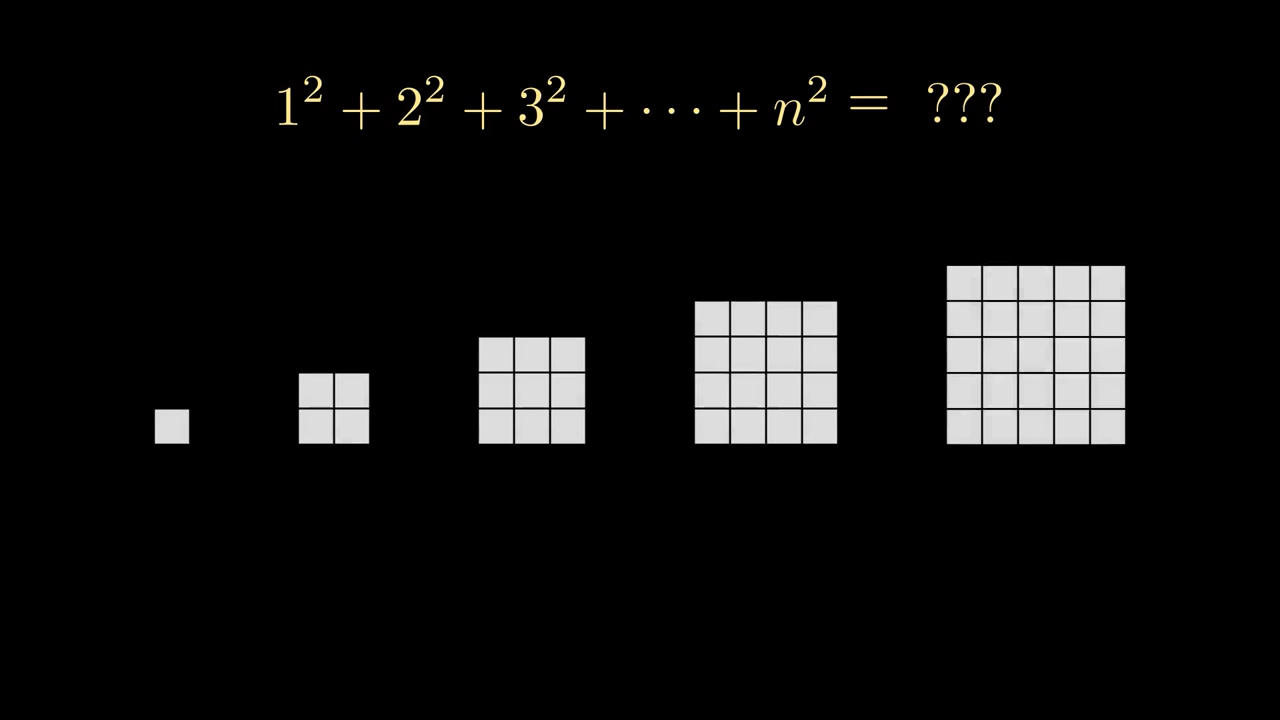 1² + 2² + 3² + ⋯ + n² = ???